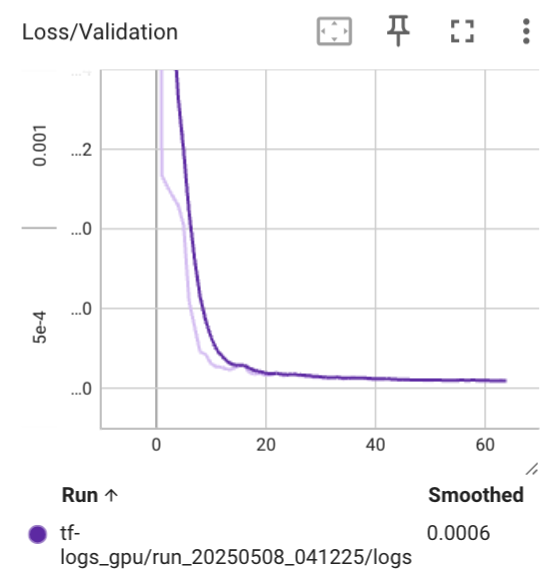 Loss/Validation
0.001
...2
...0
5e-4
...0
...0
0
20
40
60
Run ↑
Smoothed
tf-
logs_gpu/run_20250508_041225/logs
0.0006